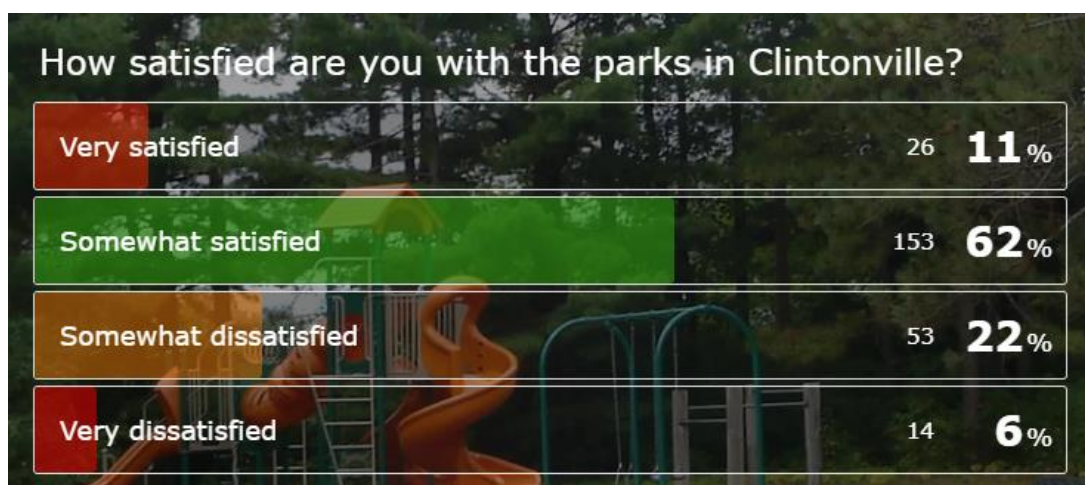 How satisfied are you with the parks in Clintonville?
Very satisfied 26 11%
Somewhat satisfied 153 62%
Somewhat dissatisfied 53 22%
Very dissatisfied 14 6%